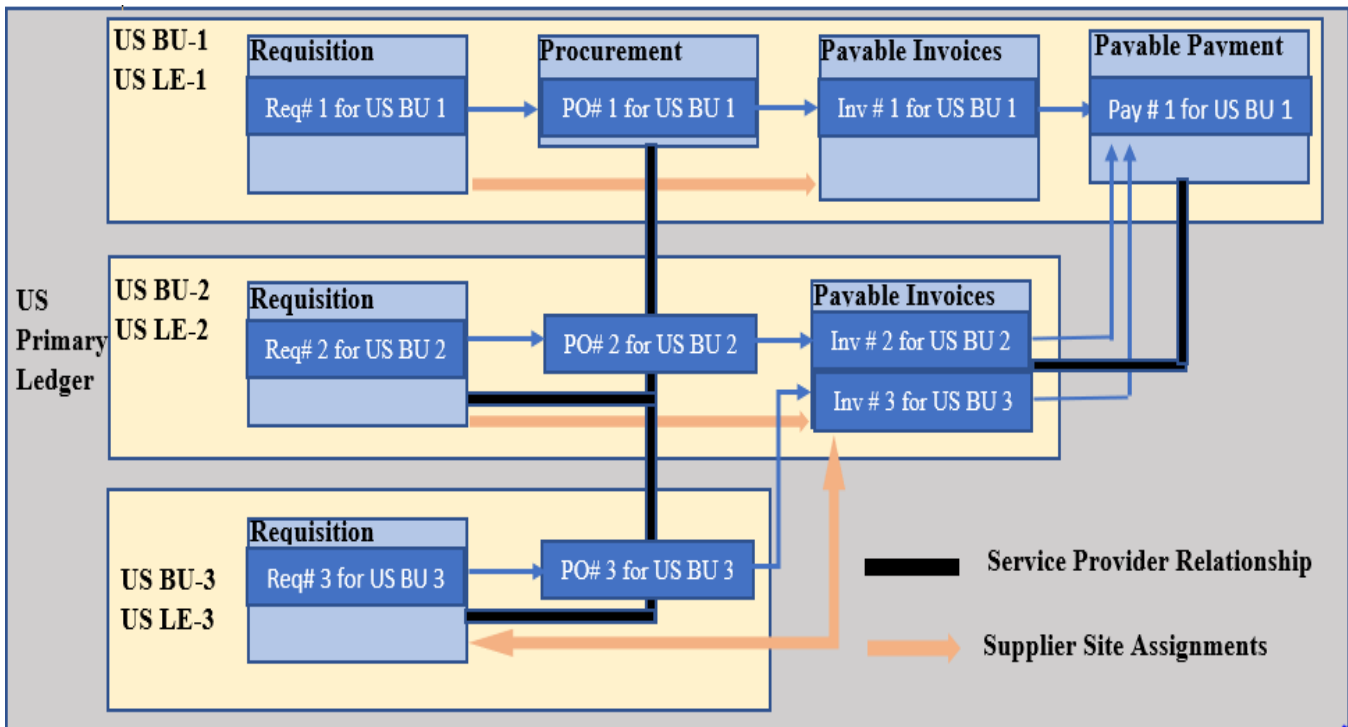 US BU-1
US LE-1
Requisition
Req# 1 for US BU 1
Procurement
PO# 1 for US BU 1
Payable Invoices
Inv # 1 for US BU 1
Payable Payment
Pay # 1 for US BU 1
US
Primary
Ledger
US BU-2
US LE-2
Requisition
Req# 2 for US BU 2
PO# 2 for US BU 2
Payable Invoices
Inv # 2 for US BU 2
Inv # 3 for US BU 3
US BU-3
US LE-3
Requisition
Req# 3 for US BU 3
PO# 3 for US BU 3
Service Provider Relationship
Supplier Site Assignments